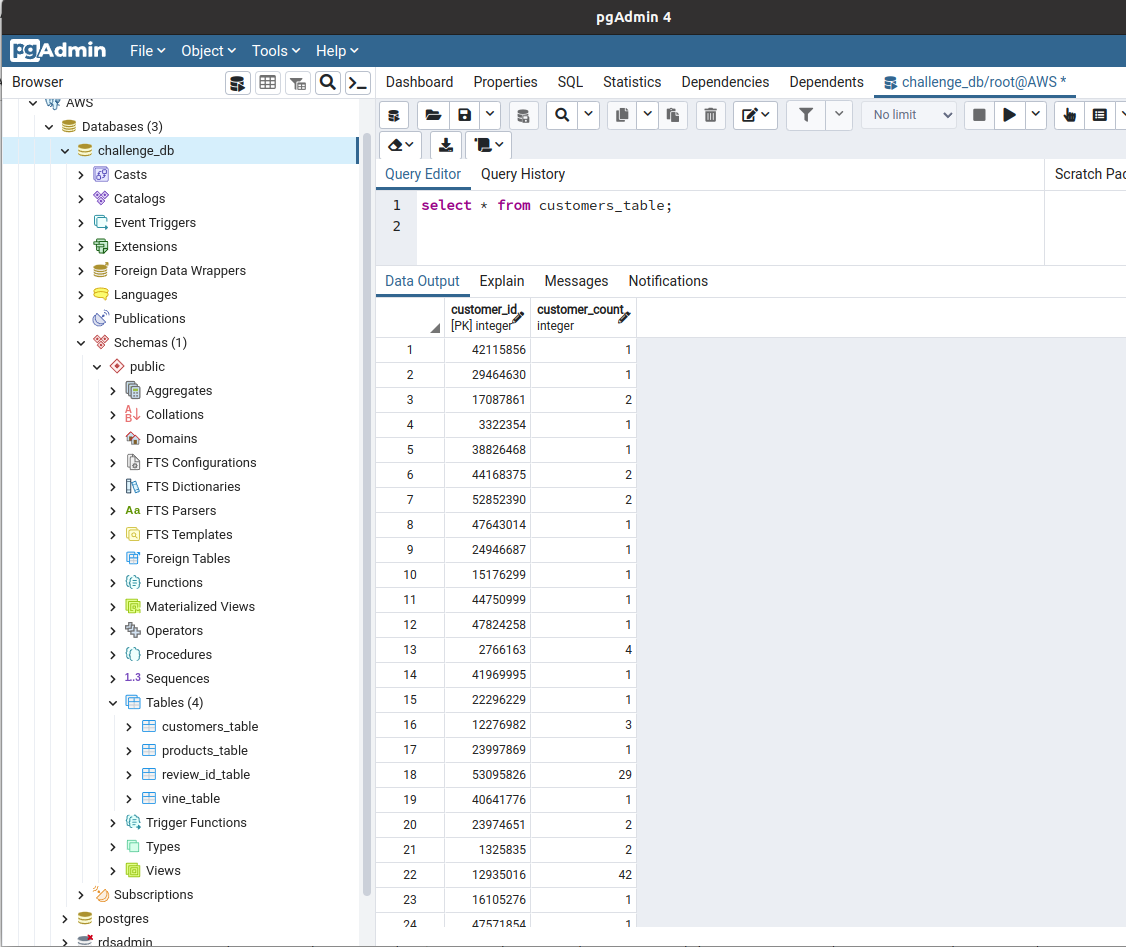 pgAdmin 4
pgAdmin File Object Tools Help
Browser
Dashboard Properties SQL Statistics Dependencies Dependents challenge_db/root@AWS *
No limit
AWS
Databases (3)
challenge_db
Casts
Catalogs
Event Triggers
Extensions
Foreign Data Wrappers
Languages
Publications
Schemas (1)
public
Aggregates
Collations
Domains
FTS Configurations
FTS Dictionaries
Aa FTS Parsers
FTS Templates
Foreign Tables
Functions
Materialized Views
Operators
Procedures
1..3 Sequences
Tables (4)
customers_table
products_table
review_id_table
vine_table
Trigger Functions
Types
Views
Subscriptions
postgres
rdsadmin
Query Editor Query History
Scratch Pac
1 select * from customers_table;
2
Data Output Explain Messages Notifications
customer_id customer_count
[PK] integer integer
1 42115856 1
2 29464630 1
3 17087861 2
4 3322354 1
5 38826468 1
6 44168375 2
7 52852390 2
8 47643014 1
9 24946687 1
10 15176299 1
11 44750999 1
12 47824258 1
13 2766163 4
14 41969995 1
15 22296229 1
16 12276982 3
17 23997869 1
18 53095826 29
19 40641776 1
20 23974651 2
21 1325835 2
22 12935016 42
23 16105276 1
24 47571854 1